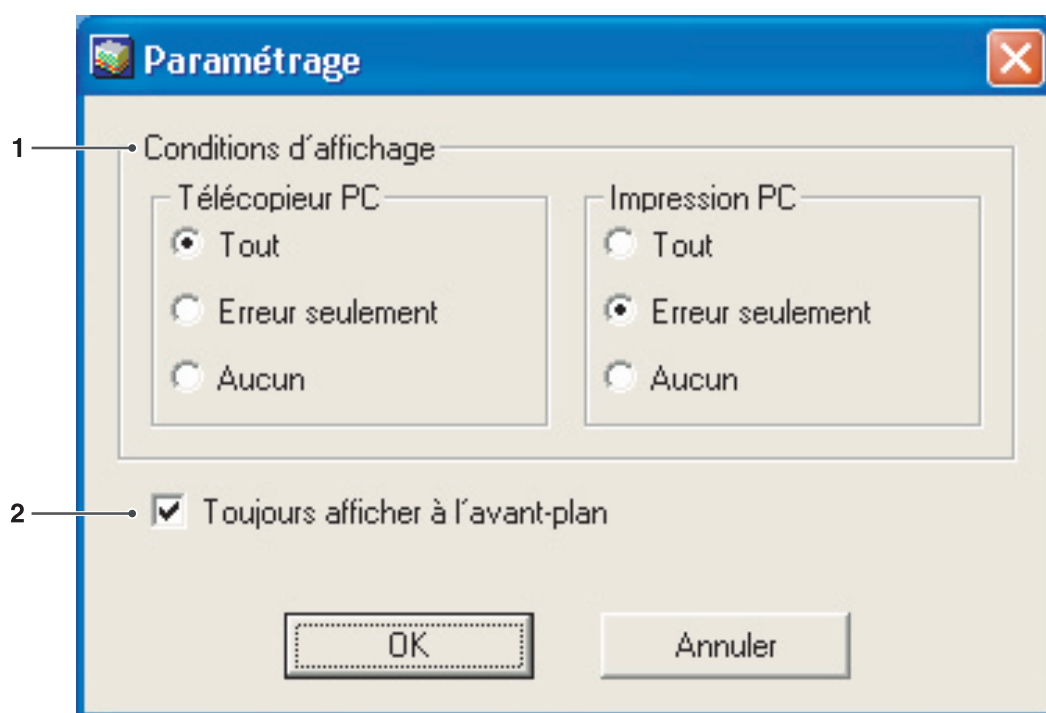 Paramétrage
1
Conditions d'affichage
Télécopieur PC
Tout
Erreur seulement
Aucun
Impression PC
Tout
Erreur seulement
Aucun
2
Toujours afficher à l'avant-plan
OK
Annuler